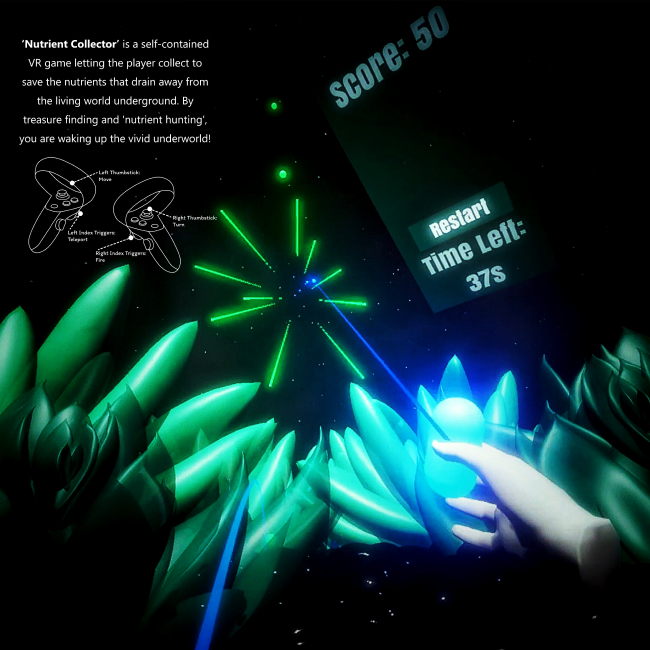 'Nutrient Collector' is a self-contained
VR game letting the player collect to
save the nutrients that drain away from
the living world underground. By
treasure finding and 'nutrient hunting',
you are waking up the vivid underworld!
Left Thumbstick:
Move
Right Thumbstick:
Turn
Left Index Triggers:
Teleport
Right Index Triggers:
Fire
score: 50
Restart
Time Left:
37S